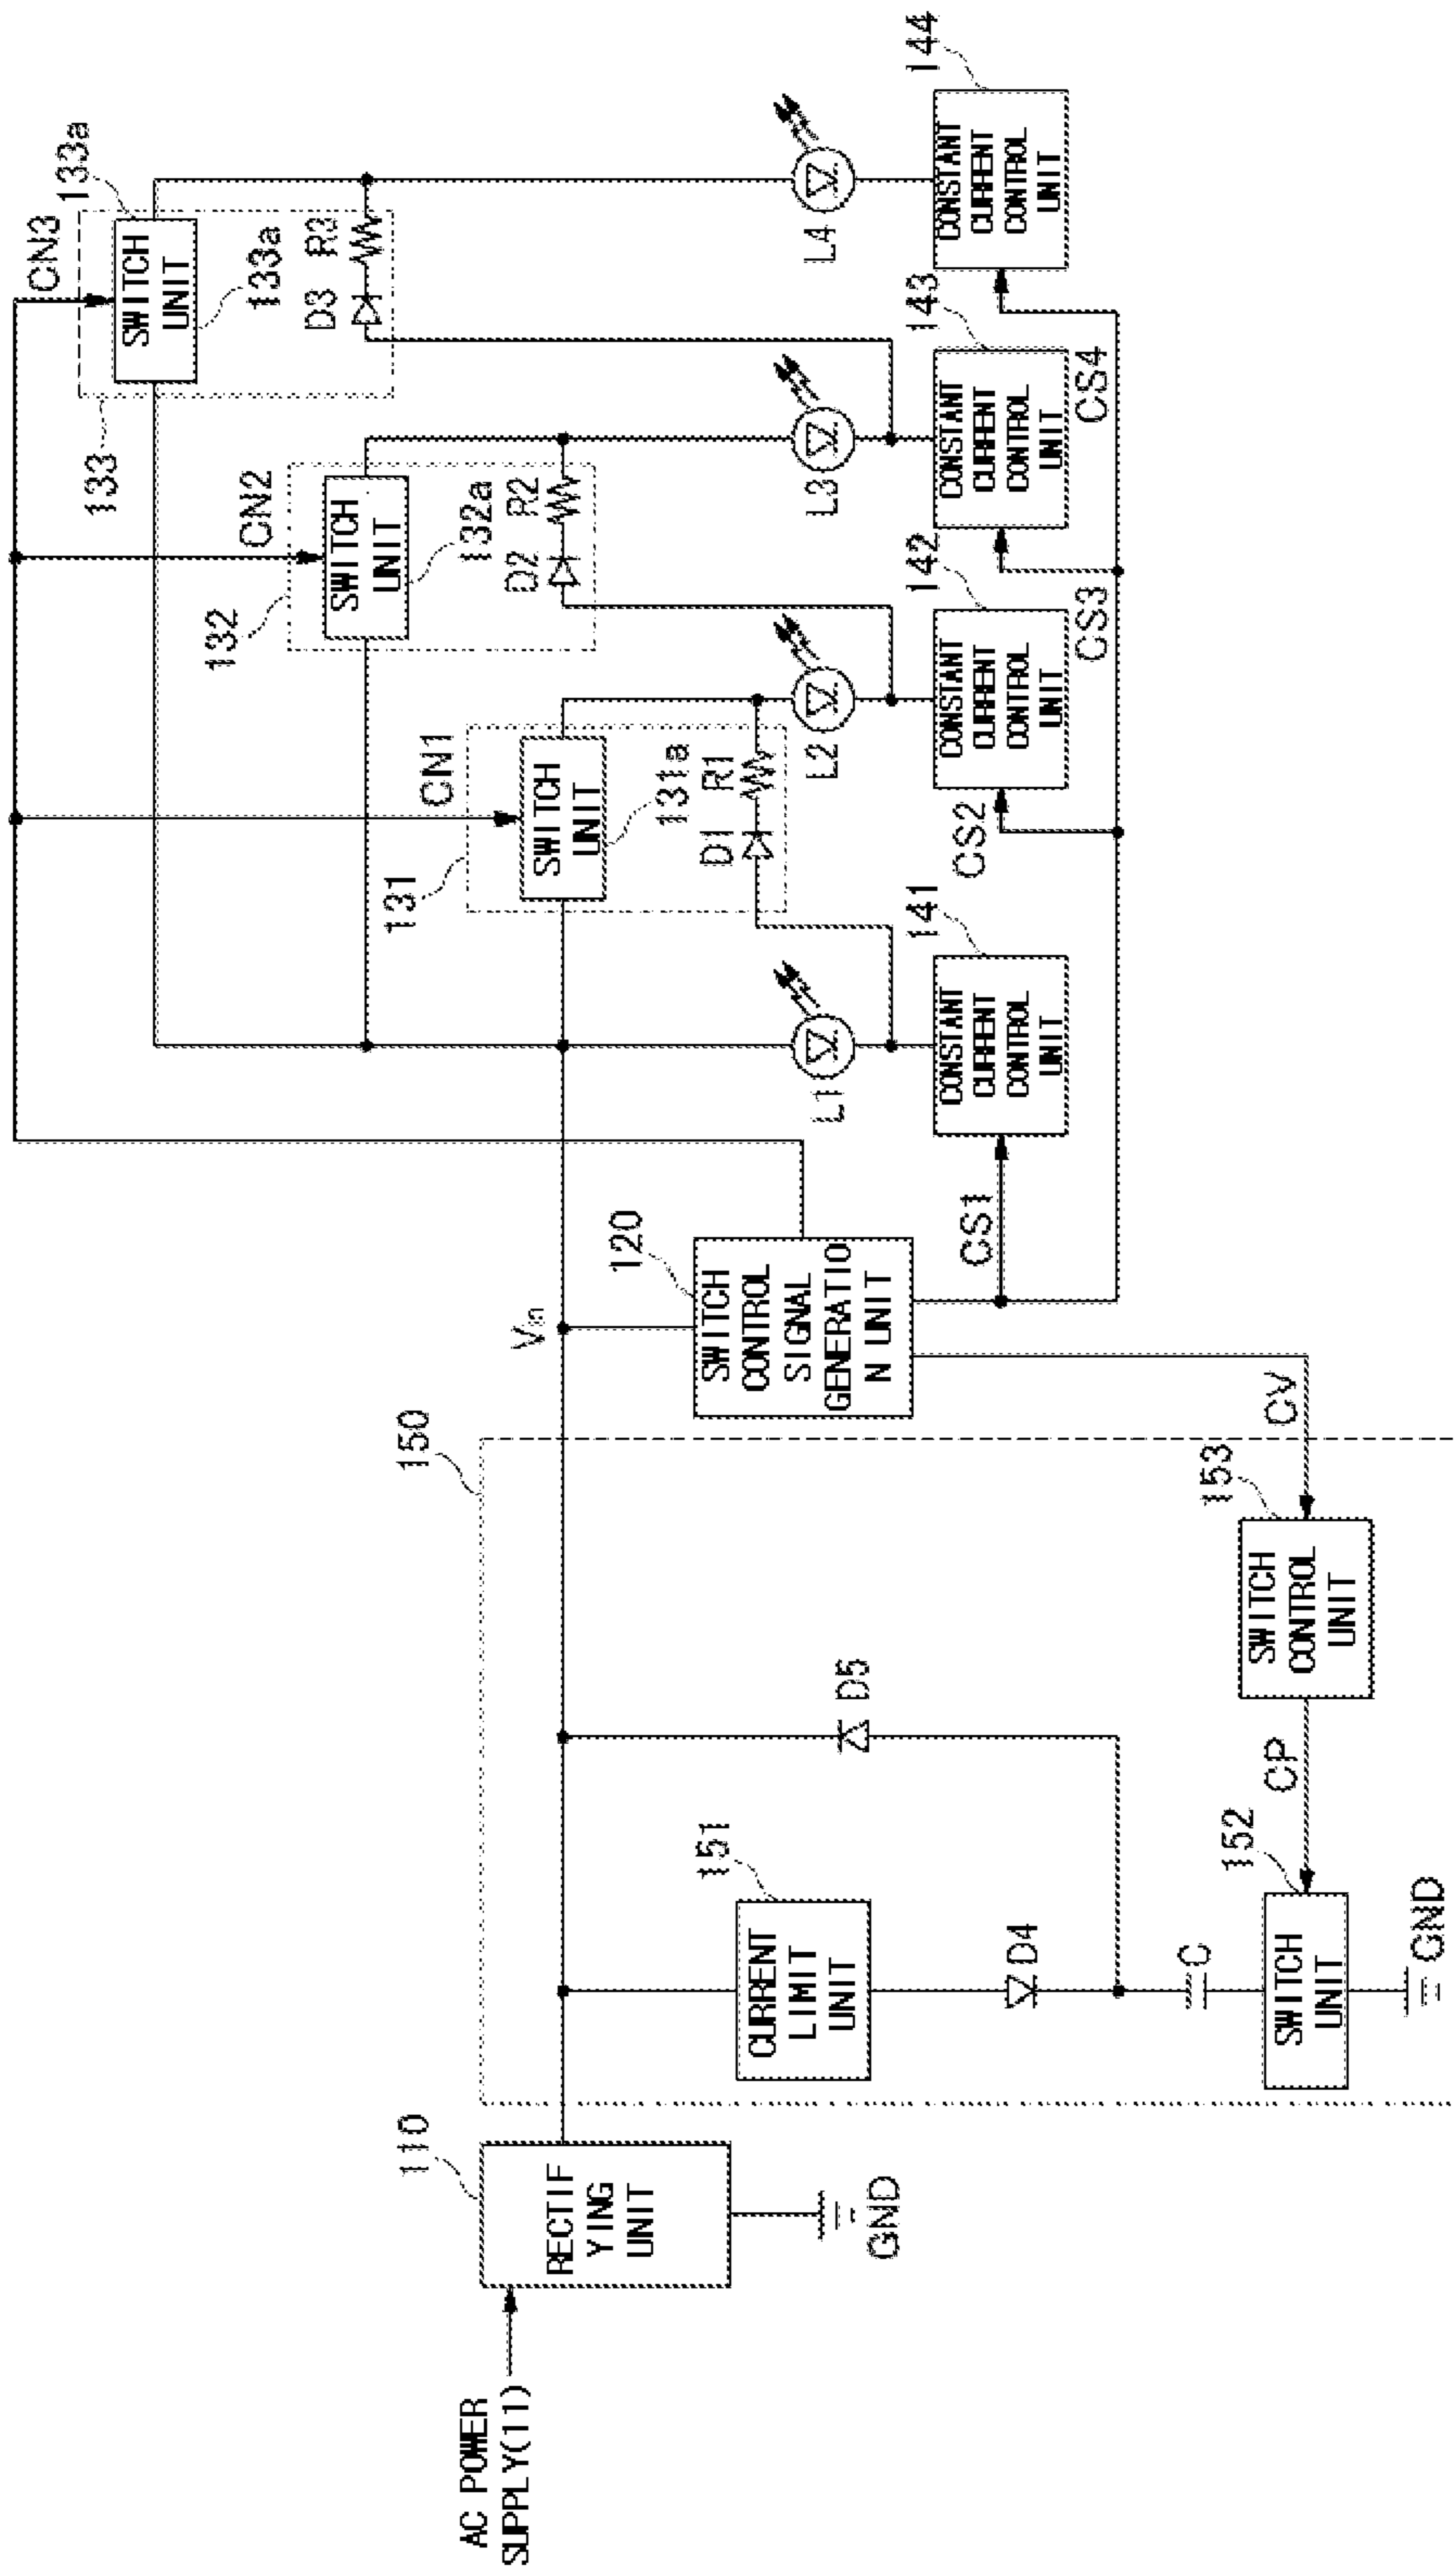 AC POWER
SUPPLY(11)
RECTIF
YING
UNIT
110
GND
150
CURRENT
LIMIT
UNIT
151
D4
D5
C
SWITCH
UNIT
152
GND
CP
SWITCH
CONTROL
UNIT
153
CV
Vin
SWITCH
CONTROL
SIGNAL
GENERATIO
N UNIT
120
CS1
L1
CONSTANT
CURRENT
CONTROL
UNIT
141
131
CN1
SWITCH
UNIT
131a
D1
R1
L2
CS2
CONSTANT
CURRENT
CONTROL
UNIT
142
132
CN2
SWITCH
UNIT
132a
D2
R2
L3
CS3
CONSTANT
CURRENT
CONTROL
UNIT
143
133
CN3
SWITCH
UNIT
133a
133a
D3
R3
L4
CS4
CONSTANT
CURRENT
CONTROL
UNIT
144